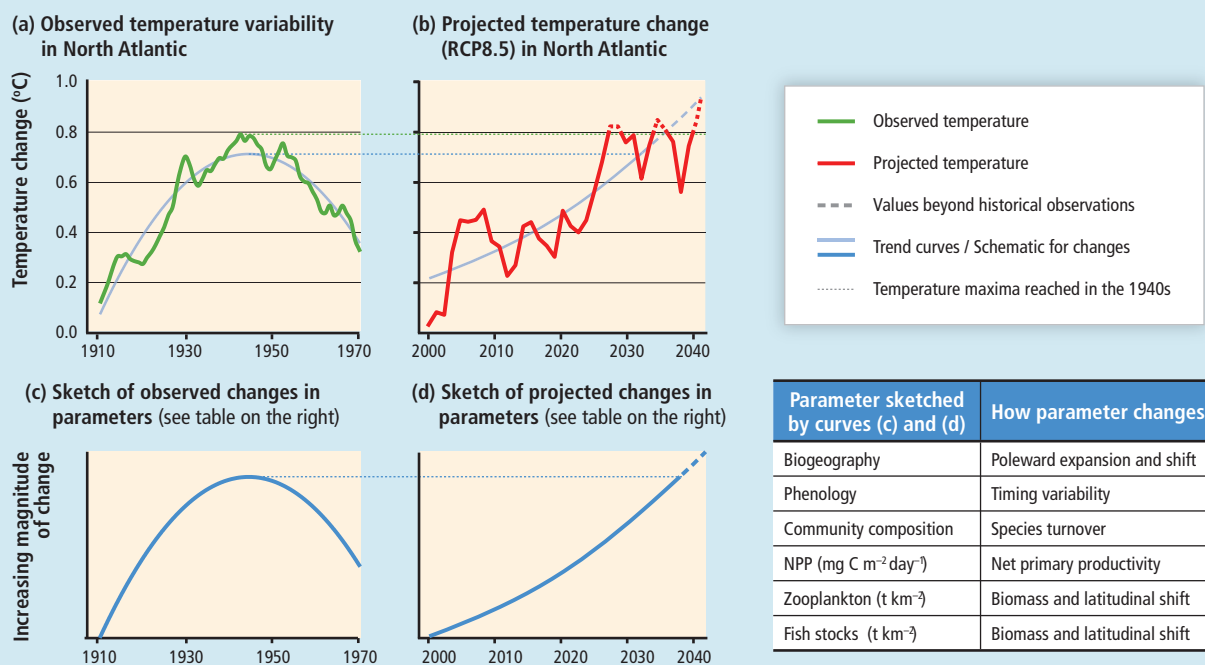 (a) Observed temperature variability
in North Atlantic
(b) Projected temperature change
(RCP8.5) in North Atlantic
Temperature change (ºC)
1.0
0.8
0.6
0.4
0.2
0.0
1910 1930 1950 1970
2000 2010 2020 2030 2040
Observed temperature
Projected temperature
Values beyond historical observations
Trend curves / Schematic for changes
Temperature maxima reached in the 1940s
(c) Sketch of observed changes in
parameters (see table on the right)
(d) Sketch of projected changes in
parameters (see table on the right)
Increasing magnitude
of change
1910 1930 1950 1970
2000 2010 2020 2030 2040
Parameter sketched
by curves (c) and (d)
How parameter changes
Biogeography Poleward expansion and shift
Phenology Timing variability
Community composition Species turnover
NPP (mg C m⁻² day⁻¹) Net primary productivity
Zooplankton (t km⁻²) Biomass and latitudinal shift
Fish stocks (t km⁻²) Biomass and latitudinal shift